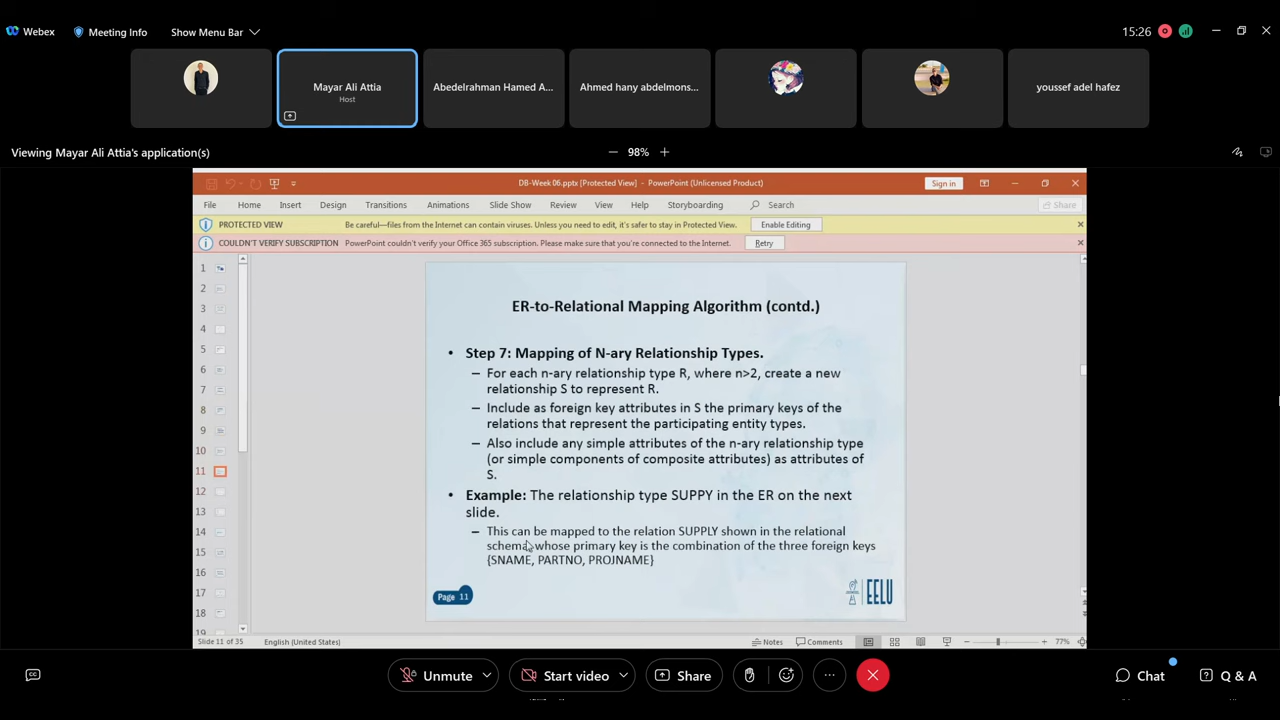 Webex
Meeting Info
Show Menu Bar
15:26
Mayar Ali Attia
Host
Abedelrahman Hamed A...
Ahmed hany abdelmons...
youssef adel hafez
Viewing Mayar Ali Attia's application(s)
98%
DB-Week 06.pptx [Protected View] - PowerPoint (Unlicensed Product)
Sign in
File Home Insert Design Transitions Animations Slide Show Review View Help Storyboarding Search Share
PROTECTED VIEW Be careful—files from the Internet can contain viruses. Unless you need to edit, it's safer to stay in Protected View. Enable Editing
COULDN'T VERIFY SUBSCRIPTION PowerPoint couldn't verify your Office 365 subscription. Please make sure that you're connected to the Internet. Retry
1
2
3
4
5
6
7
8
9
10
11
12
13
14
15
16
17
18
19
ER-to-Relational Mapping Algorithm (contd.)
• Step 7: Mapping of N-ary Relationship Types.
– For each n-ary relationship type R, where n>2, create a new
relationship S to represent R.
– Include as foreign key attributes in S the primary keys of the
relations that represent the participating entity types.
– Also include any simple attributes of the n-ary relationship type
(or simple components of composite attributes) as attributes of
S.
• Example: The relationship type SUPPY in the ER on the next
slide.
– This can be mapped to the relation SUPPLY shown in the relational
schema, whose primary key is the combination of the three foreign keys
{SNAME, PARTNO, PROJNAME}
Page 11
EELU
Slide 11 of 35 English (United States) Notes Comments 77%
CC
Unmute
Start video
Share
Chat
Q & A